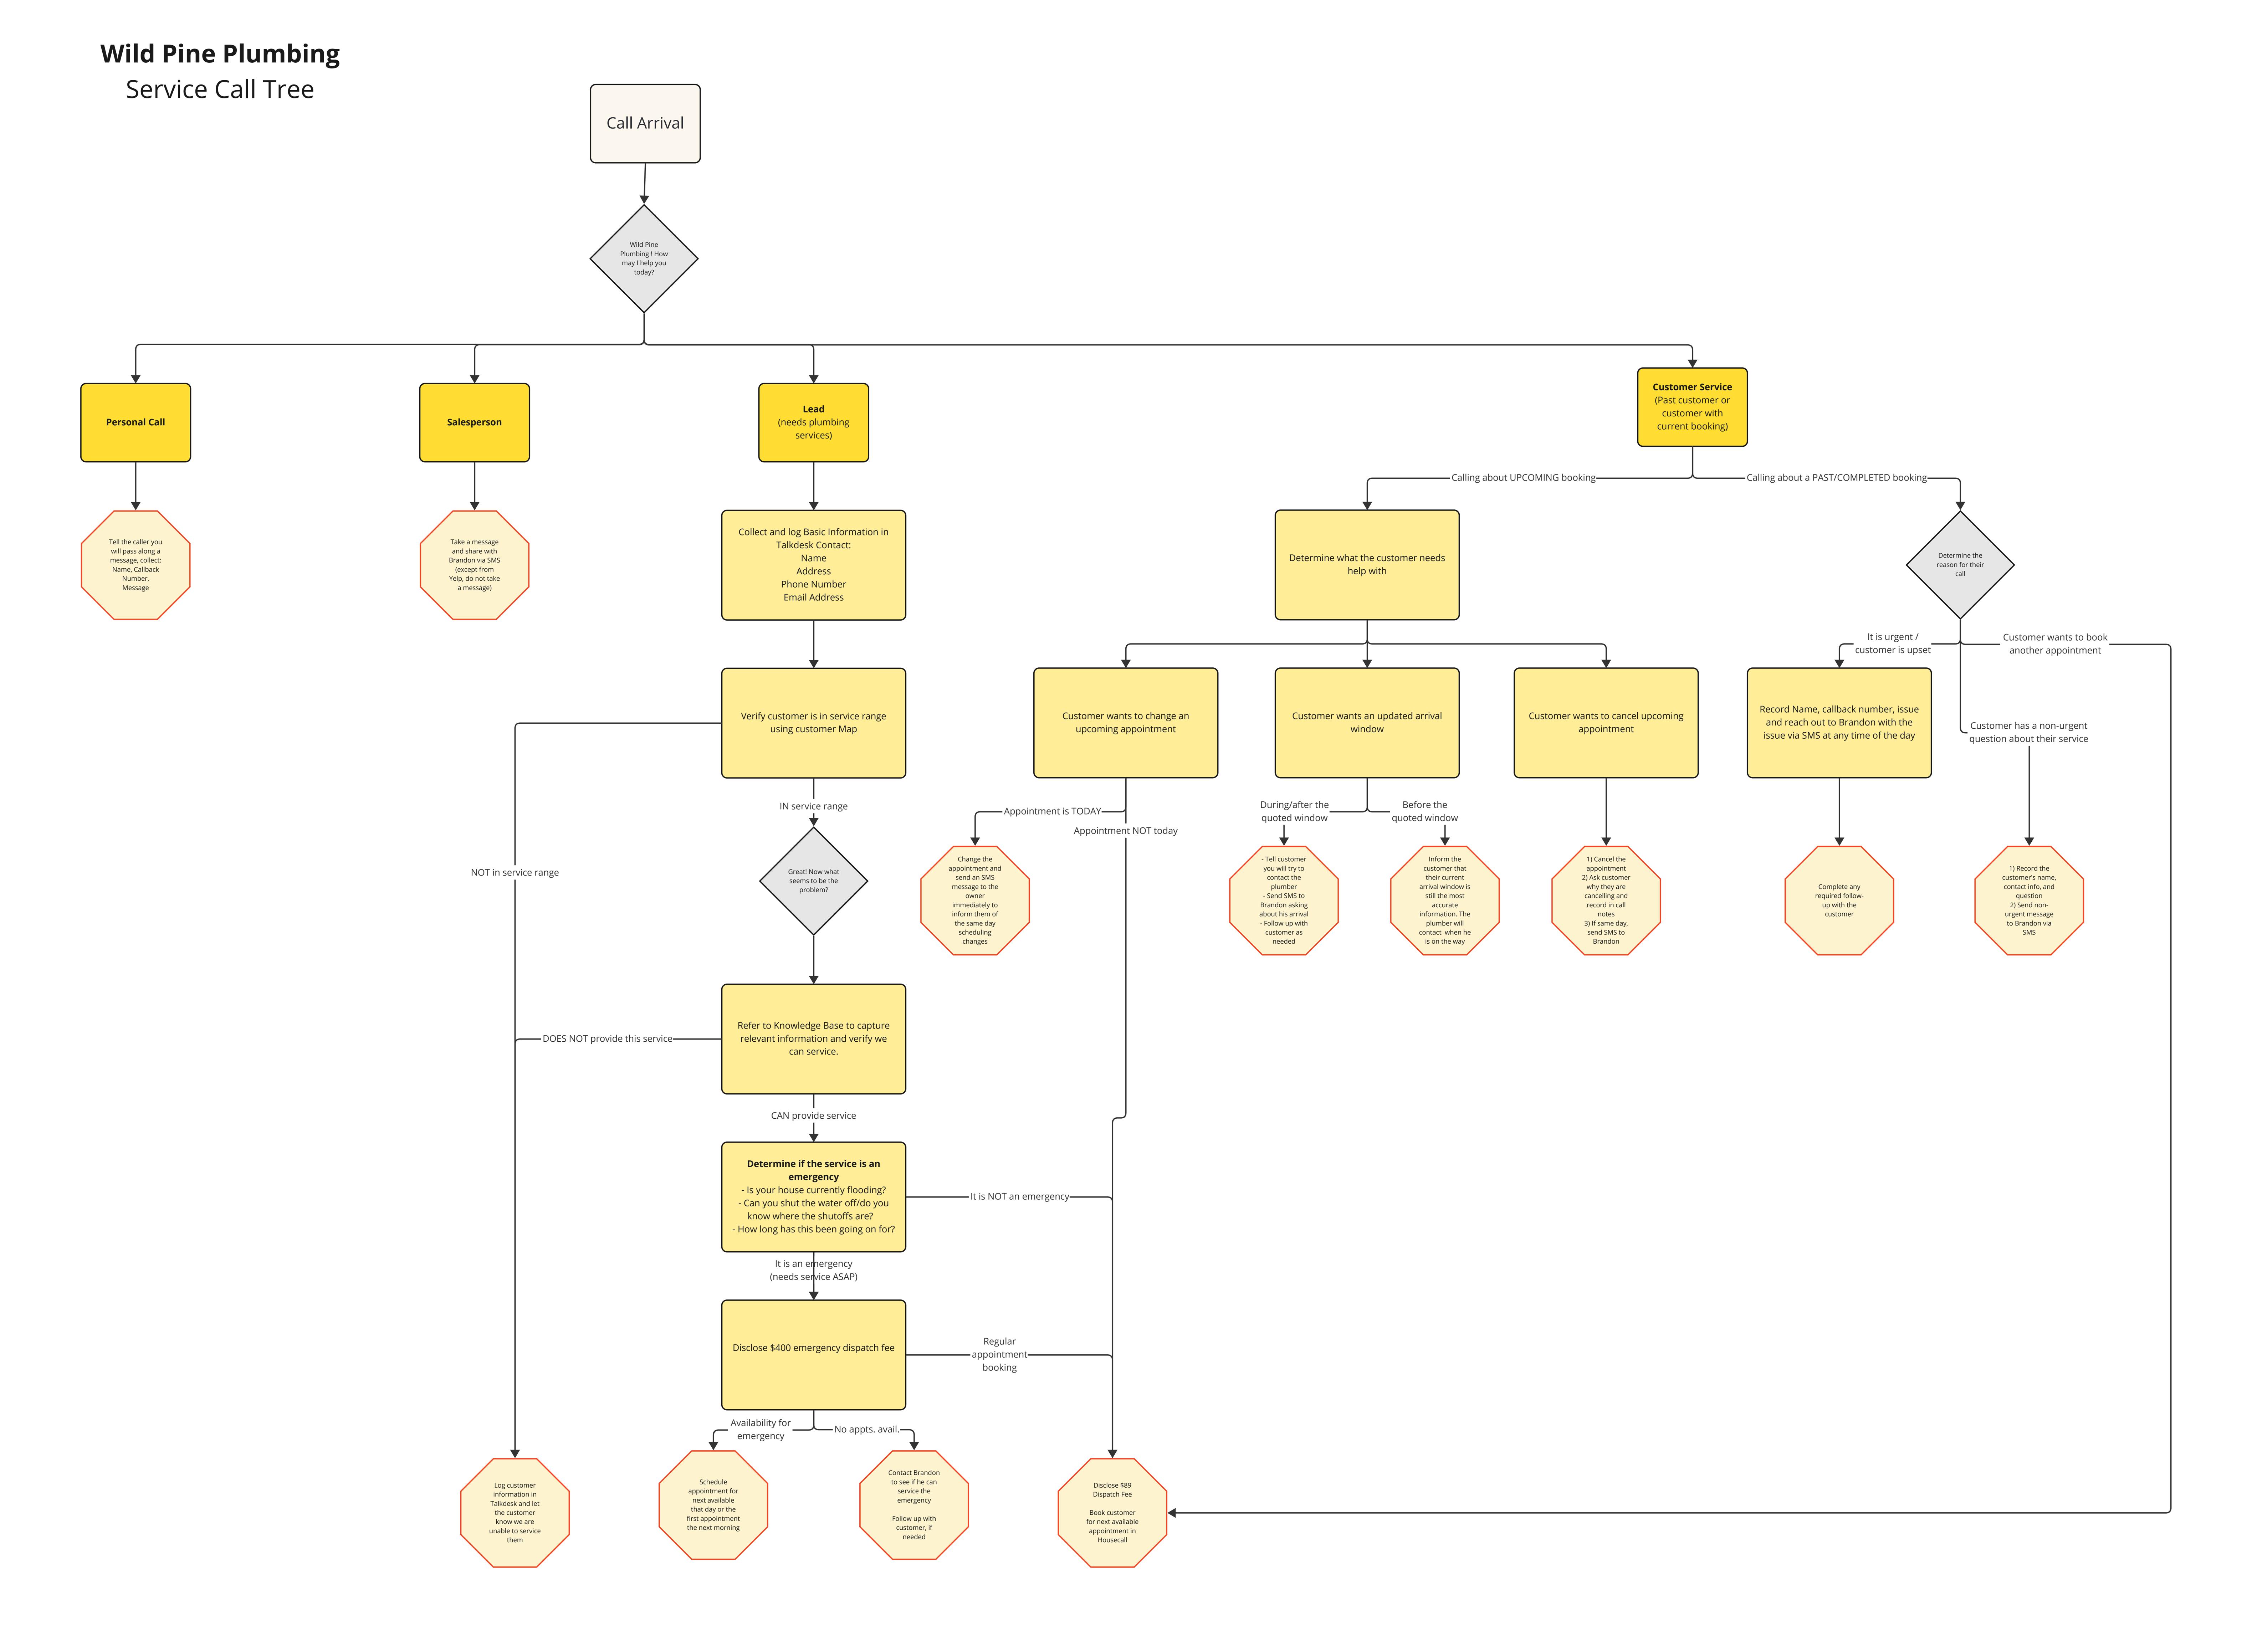 Wild Pine Plumbing
Service Call Tree
Call Arrival
Wild Pine
Plumbing ! How
may I help you
today?
Personal Call
Salesperson
Lead
(needs plumbing
services)
Customer Service
(Past customer or
customer with
current booking)
Calling about UPCOMING booking
Calling about a PAST/COMPLETED booking
Tell the caller you
will pass along a
message, collect:
Name, Callback
Number,
Message
Take a message
and share with
Brandon via SMS
(except from
Yelp, do not take
a message)
Collect and log Basic Information in
Talkdesk Contact:
Name
Address
Phone Number
Email Address
Determine what the customer needs
help with
Determine the
reason for their
call
It is urgent /
customer is upset
Customer wants to book
another appointment
Verify customer is in service range
using customer Map
Customer wants to change an
upcoming appointment
Customer wants an updated arrival
window
Customer wants to cancel upcoming
appointment
Record Name, callback number, issue
and reach out to Brandon with the
issue via SMS at any time of the day
Customer has a non-urgent
question about their service
IN service range
Appointment is TODAY
Appointment NOT today
During/after the
quoted window
Before the
quoted window
NOT in service range
Great! Now what
seems to be the
problem?
Change the
appointment and
send an SMS
message to the
owner
immediately to
inform them of
the same day
scheduling
changes
- Tell customer
you will try to
contact the
plumber
- Send SMS to
Brandon asking
about his arrival
- Follow up with
customer as
needed
Inform the
customer that
their current
arrival window is
still the most
accurate
information. The
plumber will
contact when he
is on the way
1) Cancel the
appointment
2) Ask customer
why they are
cancelling and
record in call
notes
3) If same day,
send SMS to
Brandon
Complete any
required follow-
up with the
customer
1) Record the
customer's name,
contact info, and
question
2) Send non-
urgent message
to Brandon via
SMS
Refer to Knowledge Base to capture
relevant information and verify we
can service.
DOES NOT provide this service
CAN provide service
Determine if the service is an
emergency
- Is your house currently flooding?
- Can you shut the water off/do you
know where the shutoffs are?
- How long has this been going on for?
It is NOT an emergency
It is an emergency
(needs service ASAP)
Disclose $400 emergency dispatch fee
Regular
appointment
booking
Availability for
emergency
No appts. avail.
Log customer
information in
Talkdesk and let
the customer
know we are
unable to service
them
Schedule
appointment for
next available
that day or the
first appointment
the next morning
Contact Brandon
to see if he can
service the
emergency
Follow up with
customer, if
needed
Disclose $89
Dispatch Fee
Book customer
for next available
appointment in
Housecall